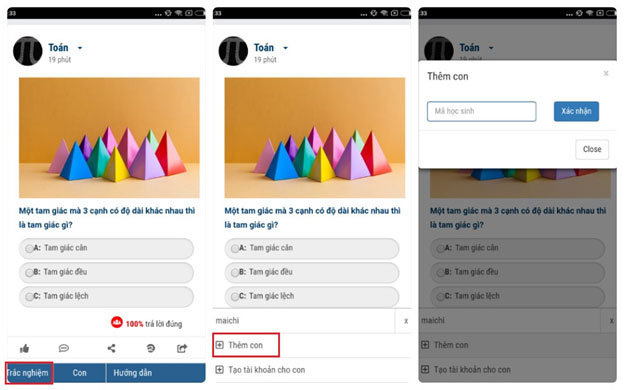 :33
Toán
19 phút
Một tam giác mà 3 cạnh có độ dài khác nhau thì
là tam giác gì?
A: Tam giác cân
B: Tam giác đều
C: Tam giác lệch
100% trả lời đúng
Trắc nghiệm Con Hướng dẫn
:33
Toán
19 phút
Một tam giác mà 3 cạnh có độ dài khác nhau thì
là tam giác gì?
A: Tam giác cân
B: Tam giác đều
C: Tam giác lệch
maichi x
Thêm con
Tạo tài khoản cho con
:33
Toán
19 phút
Thêm con x
Mã học sinh Xác nhận
Close
Một tam giác mà 3 cạnh có độ dài khác nhau thì
là tam giác gì?
A: Tam giác cân
B: Tam giác đều
C: Tam giác lệch
maichi x
Thêm con
Tạo tài khoản cho con